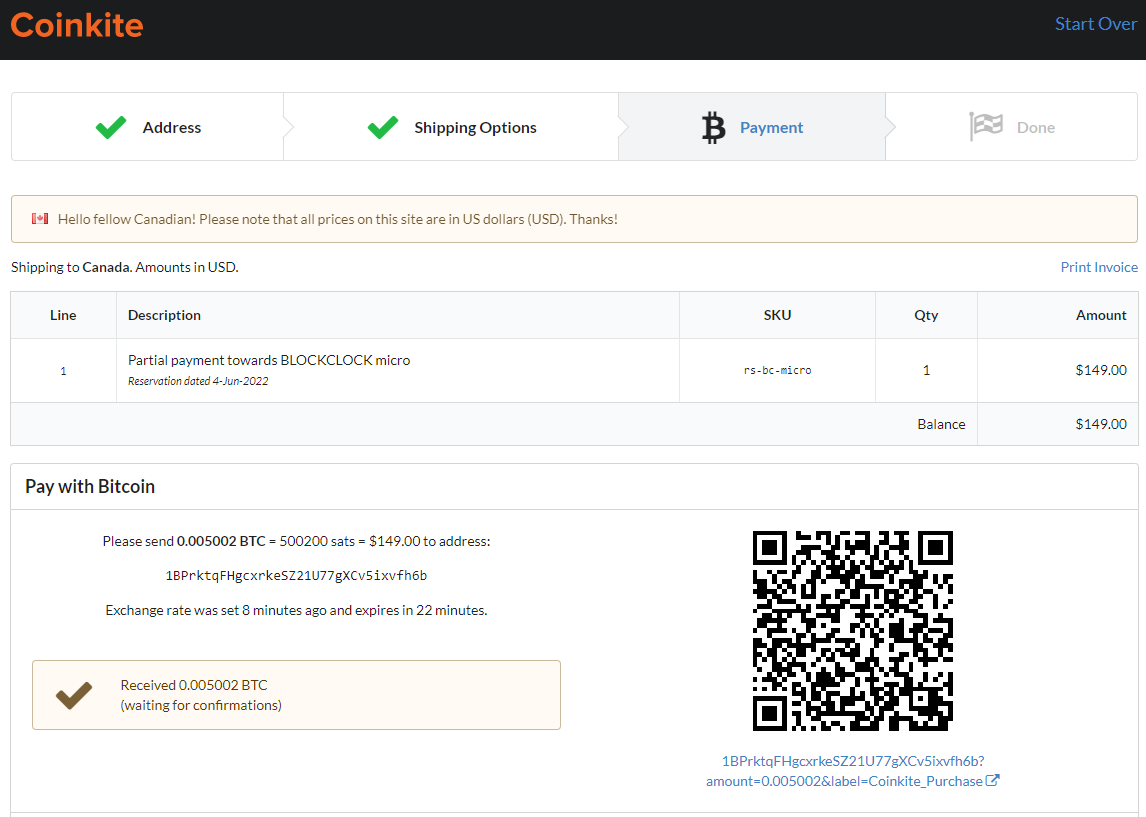 Coinkite
Start Over
Address
Shipping Options
Payment
Done
Hello fellow Canadian! Please note that all prices on this site are in US dollars (USD). Thanks!
Shipping to Canada. Amounts in USD.
Print Invoice
Line Description SKU Qty Amount
1 Partial payment towards BLOCKCLOCK micro rs-bc-micro 1 $149.00
Reservation dated 4-Jun-2022
Balance $149.00
Pay with Bitcoin
Please send 0.005002 BTC = 500200 sats = $149.00 to address:
1BPrktqFHgcxrkeSZ21U77gXCv5ixvfh6b
Exchange rate was set 8 minutes ago and expires in 22 minutes.
Received 0.005002 BTC
(waiting for confirmations)
1BPrktqFHgcxrkeSZ21U77gXCv5ixvfh6b?
amount=0.005002&label=Coinkite_Purchase